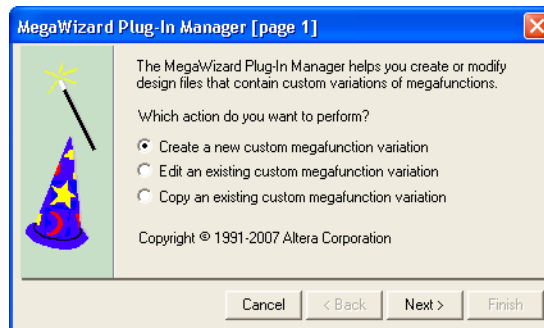 MegaWizard Plug-In Manager [page 1]
The MegaWizard Plug-In Manager helps you create or modify
design files that contain custom variations of megafunctions.
Which action do you want to perform?
Create a new custom megafunction variation
Edit an existing custom megafunction variation
Copy an existing custom megafunction variation
Copyright © 1991-2007 Altera Corporation
Cancel < Back Next > Finish